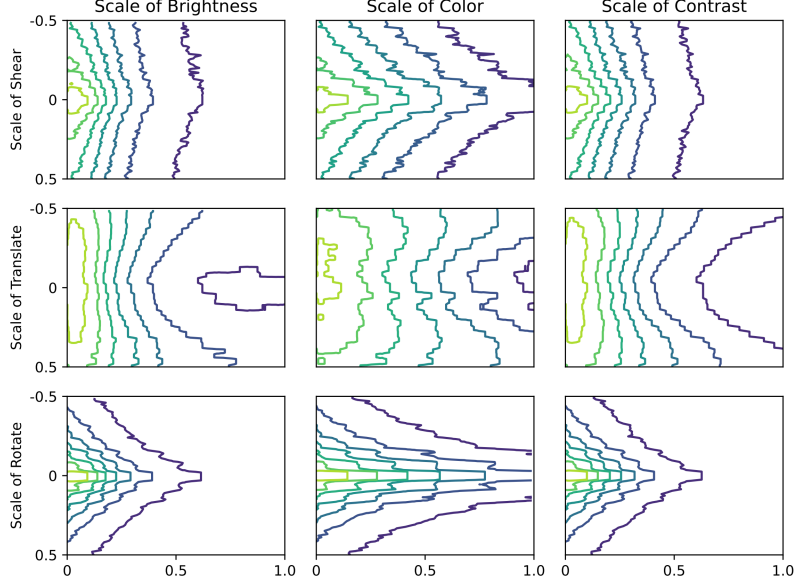 Scale of Brightness
Scale of Color
Scale of Contrast
Scale of Shear
-0.5
0
0.5
Scale of Translate
-0.5
0
0.5
Scale of Rotate
-0.5
0
0.5
0 0.5 1.0
0 0.5 1.0
0 0.5 1.0